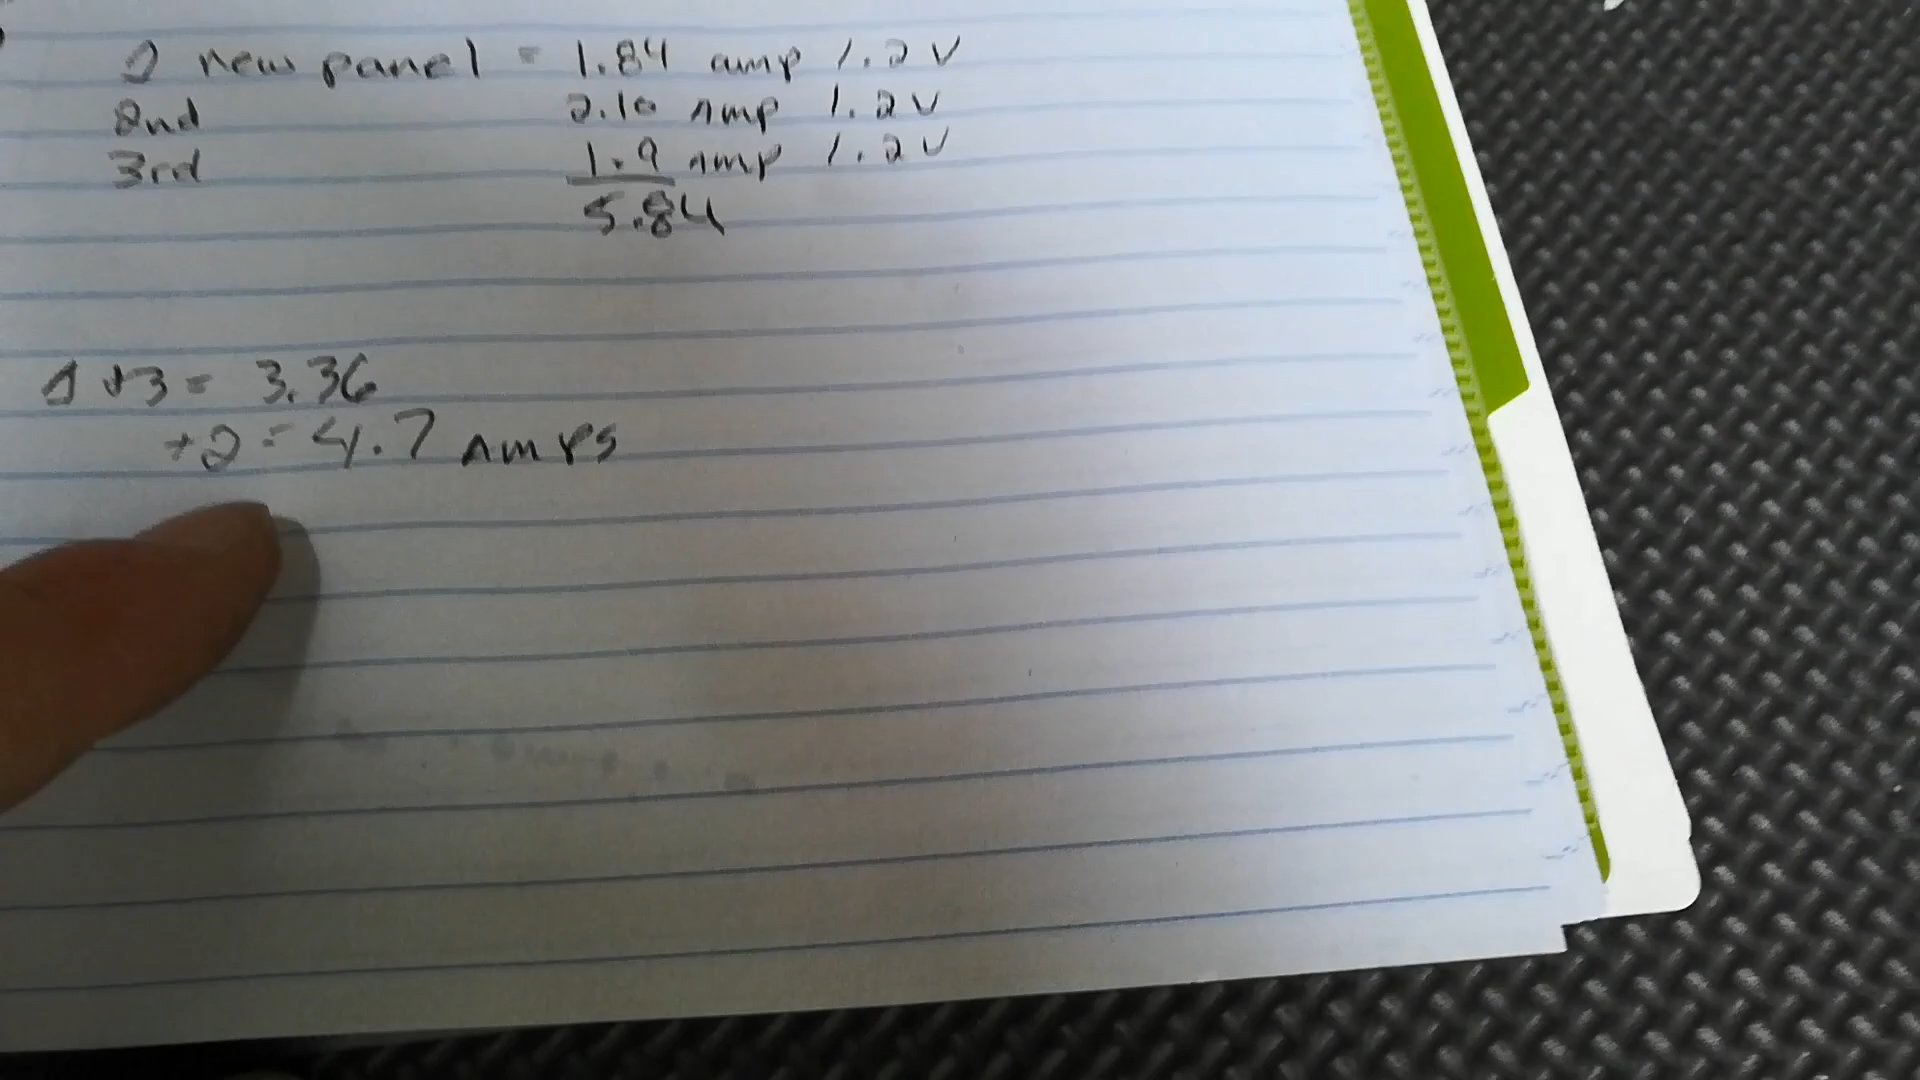 1 new panel = 1.84 amp 1.2V
2nd 2.10 Amp 1.2V
3rd 1.9 Amp 1.2V
5.84
1+3= 3.36
+2= 4.7 AMPS